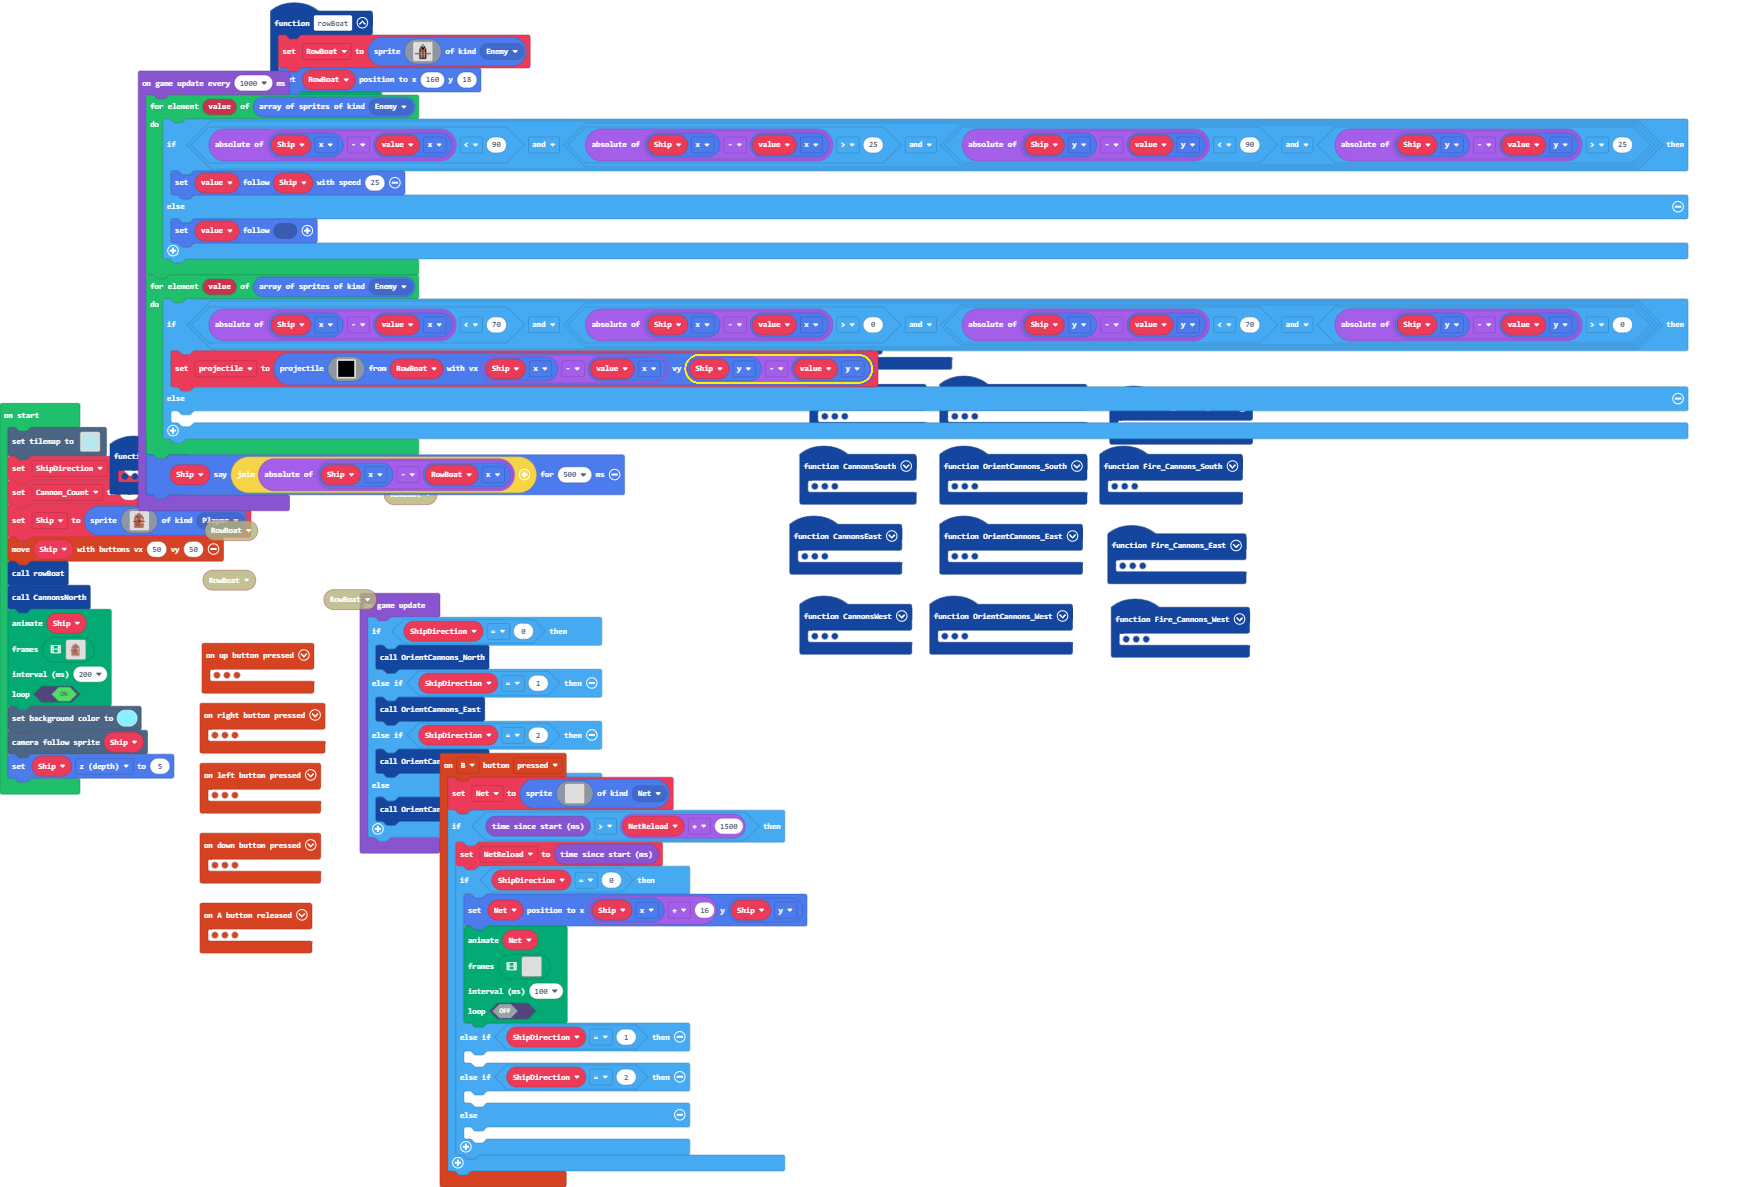 function rowBoat
set RowBoat to sprite of kind Enemy
RowBoat position to x 160 y 18
on game update every 1000 ms
for element value of array of sprites of kind Enemy
do
if absolute of Ship x - value x < 90 and absolute of Ship x - value x > 25 and absolute of Ship y - value y < 90 and absolute of Ship y - value y > 25 then
set value follow Ship with speed 25
else
set value follow
for element value of array of sprites of kind Enemy
do
if absolute of Ship x - value x < 70 and absolute of Ship x - value x > 0 and absolute of Ship y - value y < 70 and absolute of Ship y - value y > 0 then
set projectile to projectile from RowBoat with vx Ship x - value x vy Ship y - value y
else
Ship say join absolute of Ship x - RowBoat x for 500 ms
on start
set tilemap to
set ShipDirection
set Cannon_Count
set Ship to sprite of kind
move Ship with buttons vx 50 vy 50
call rowBoat
call CannonsNorth
animate Ship
frames
interval (ms) 200
loop ON
set background color to
camera follow sprite Ship
set Ship z (depth) to 5
RowBoat
RowBoat
RowBoat
on up button pressed
on right button pressed
on left button pressed
on down button pressed
on A button released
game update
if ShipDirection = 0 then
call OrientCannons_North
else if ShipDirection = 1 then
call OrientCannons_East
else if ShipDirection = 2 then
call OrientCan
else
call OrientCan
on B button pressed
set Net to sprite of kind Net
if time since start (ms) > NetReload + 1500 then
set NetReload to time since start (ms)
if ShipDirection = 0 then
set Net position to x Ship x + 16 y Ship y
animate Net
frames
interval (ms) 100
loop OFF
else if ShipDirection = 1 then
else if ShipDirection = 2 then
else
function CannonsSouth
function OrientCannons_South
function Fire_Cannons_South
function CannonsEast
function OrientCannons_East
function Fire_Cannons_East
function CannonsWest
function OrientCannons_West
function Fire_Cannons_West